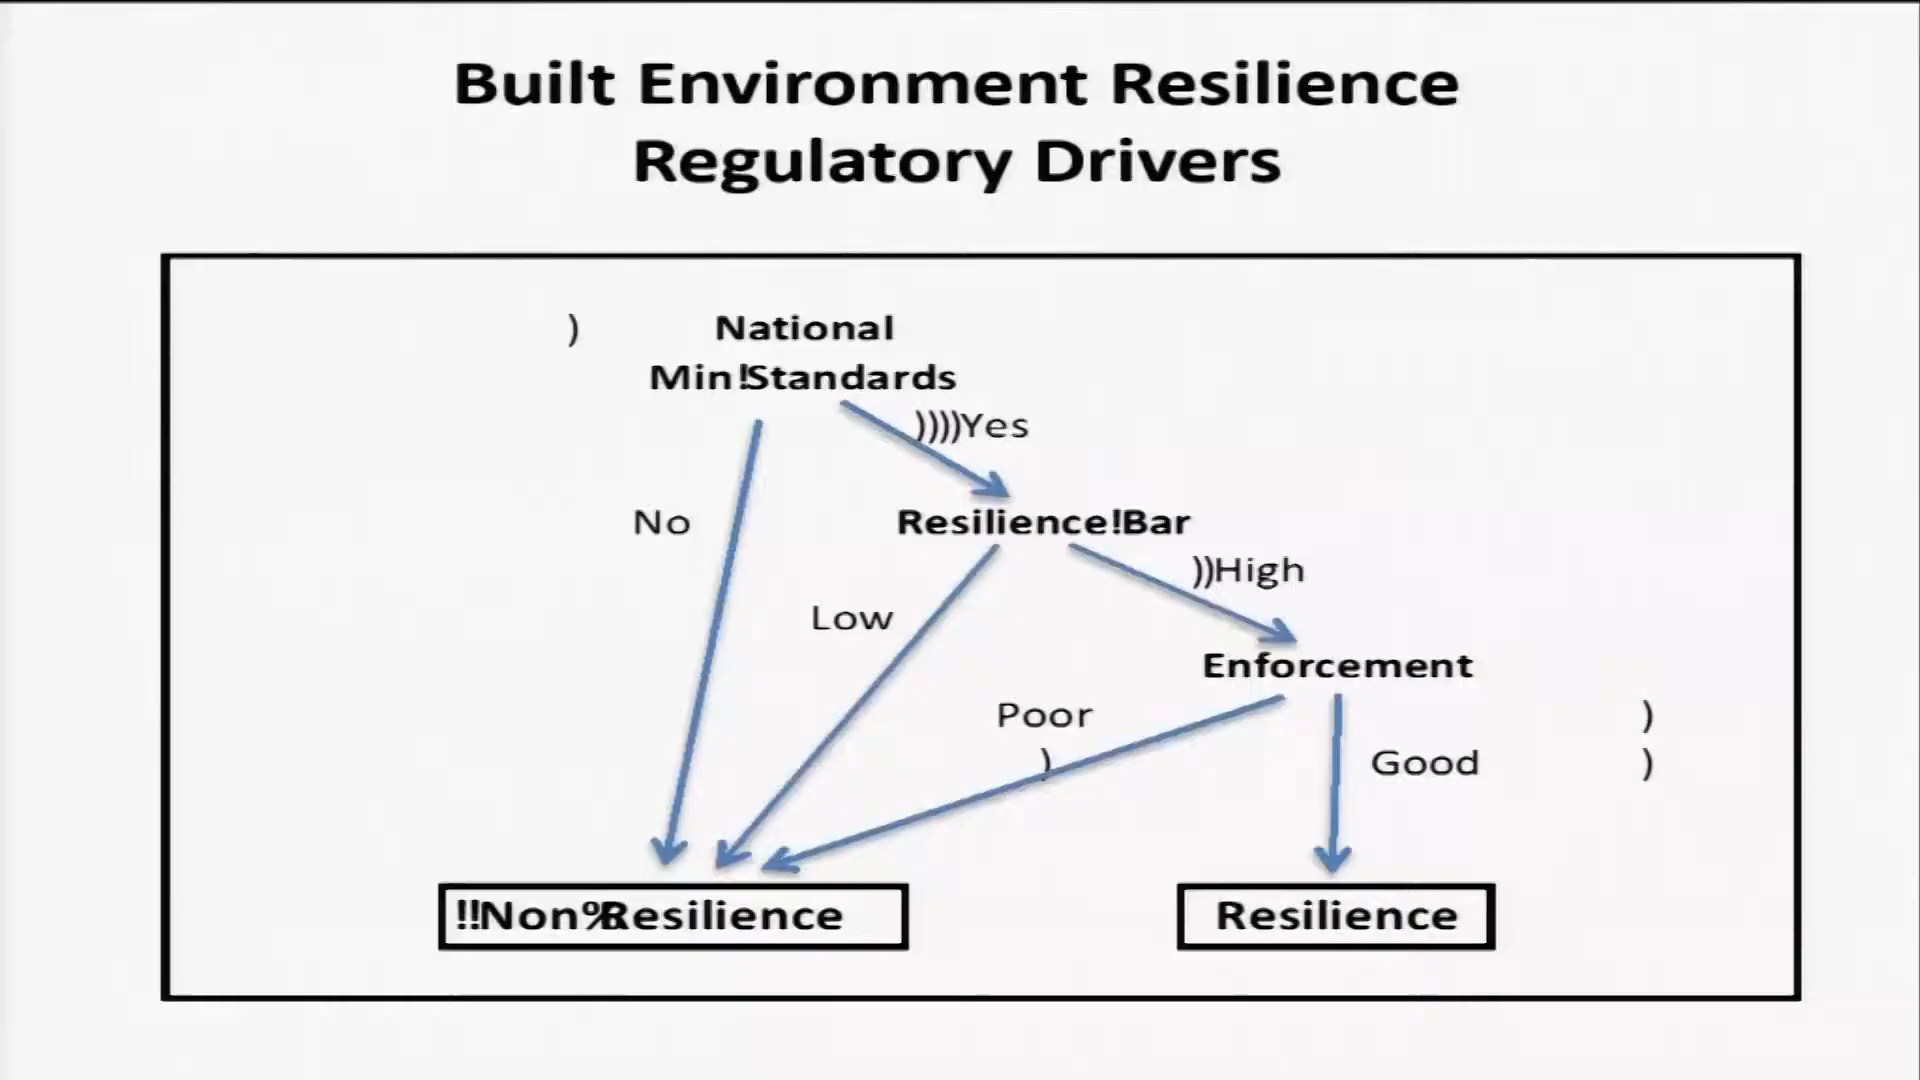 Built Environment Resilience
Regulatory Drivers
) National
Min!Standards
))))Yes
No Resilience!Bar
))High
Low
Enforcement
Poor )
) Good )
!!Non%Resilience Resilience